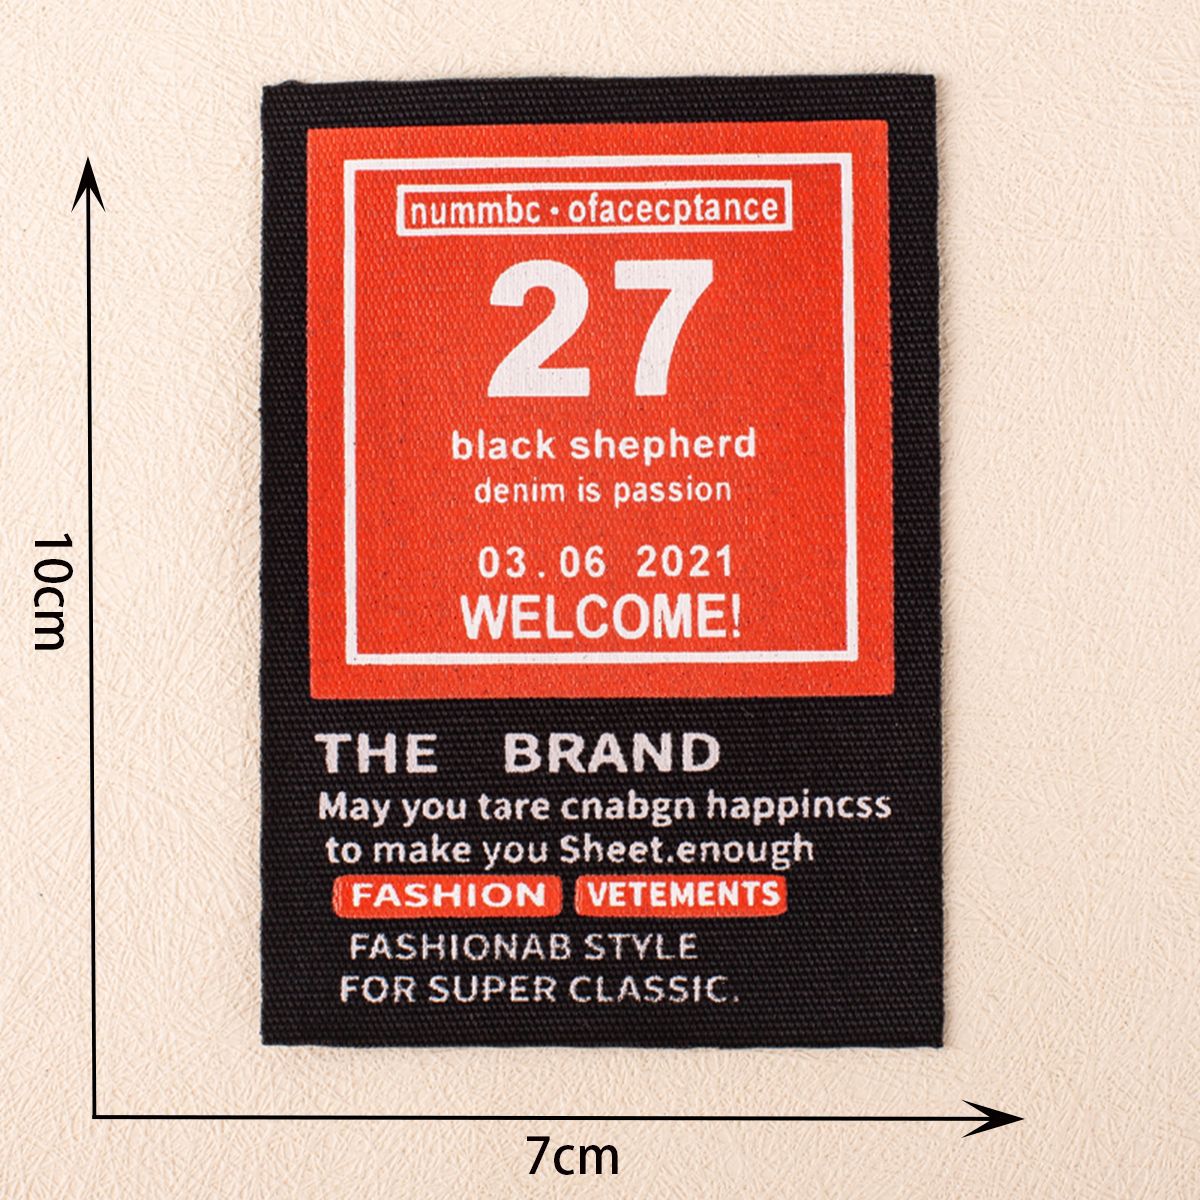 nummbc · ofacecptance
27
black shepherd
denim is passion
03.06 2021
WELCOME!
THE BRAND
May you tare cnabgn happincss
to make you Sheet.enough
FASHION VETEMENTS
FASHIONAB STYLE
FOR SUPER CLASSIC.
10cm
7cm